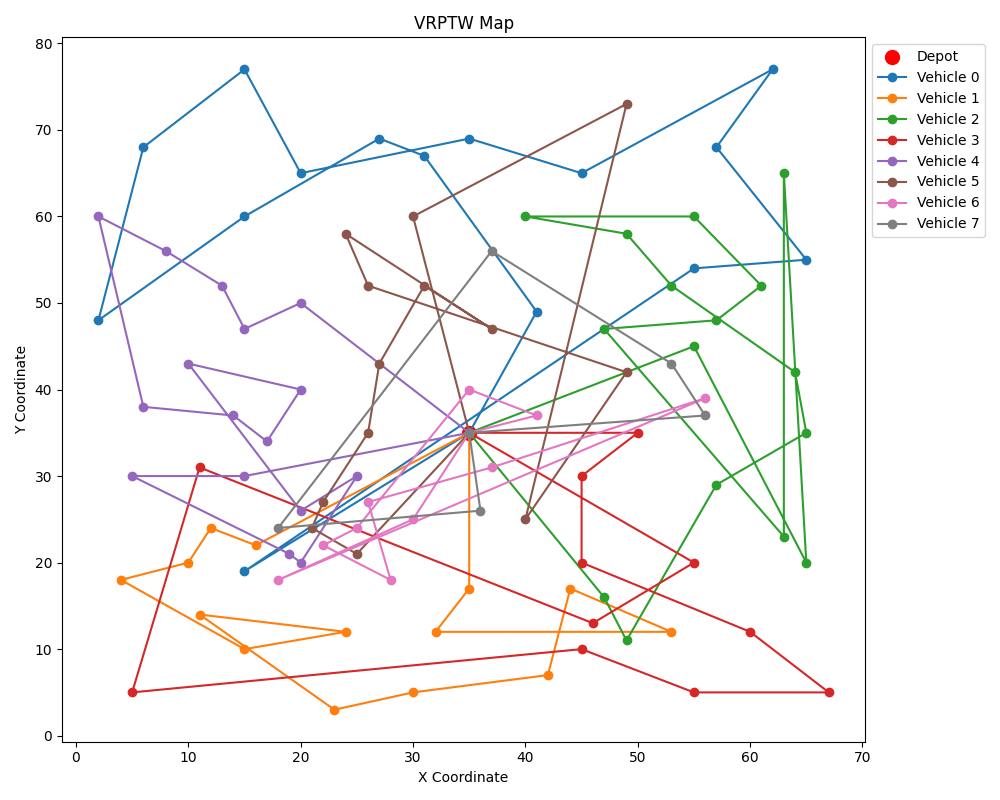 VRPTW Map
Depot
Vehicle 0
Vehicle 1
Vehicle 2
Vehicle 3
Vehicle 4
Vehicle 5
Vehicle 6
Vehicle 7
80
70
60
50
40
30
20
10
0
Y Coordinate
0 10 20 30 40 50 60 70
X Coordinate